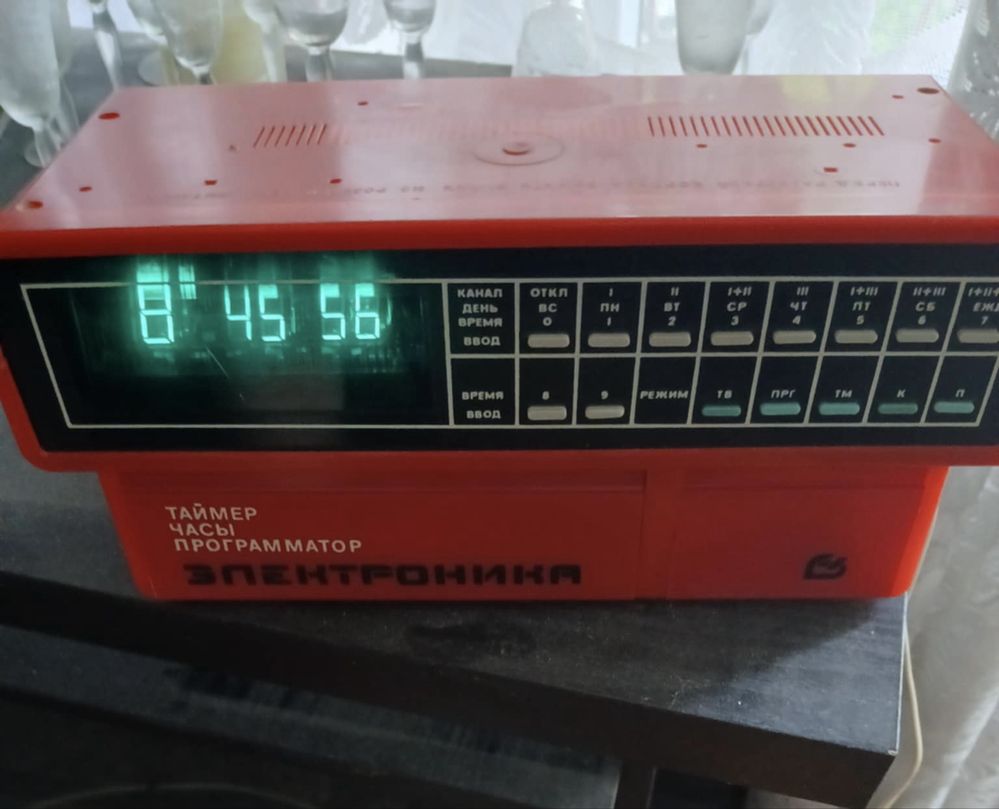 8 45 56
КАНАЛ ОТКЛ I II I+II III I+III II+III
ДЕНЬ ВС ПН ВТ СР ЧТ ПТ СБ
ВРЕМЯ 0 1 2 3 4 5 6 7
ВВОД
ВРЕМЯ 8 9 РЕЖИМ ТВ ПРГ ТМ К П
ВВОД
ТАЙМЕР
ЧАСЫ
ПРОГРАММАТОР
ЭЛЕКТРОНИКА